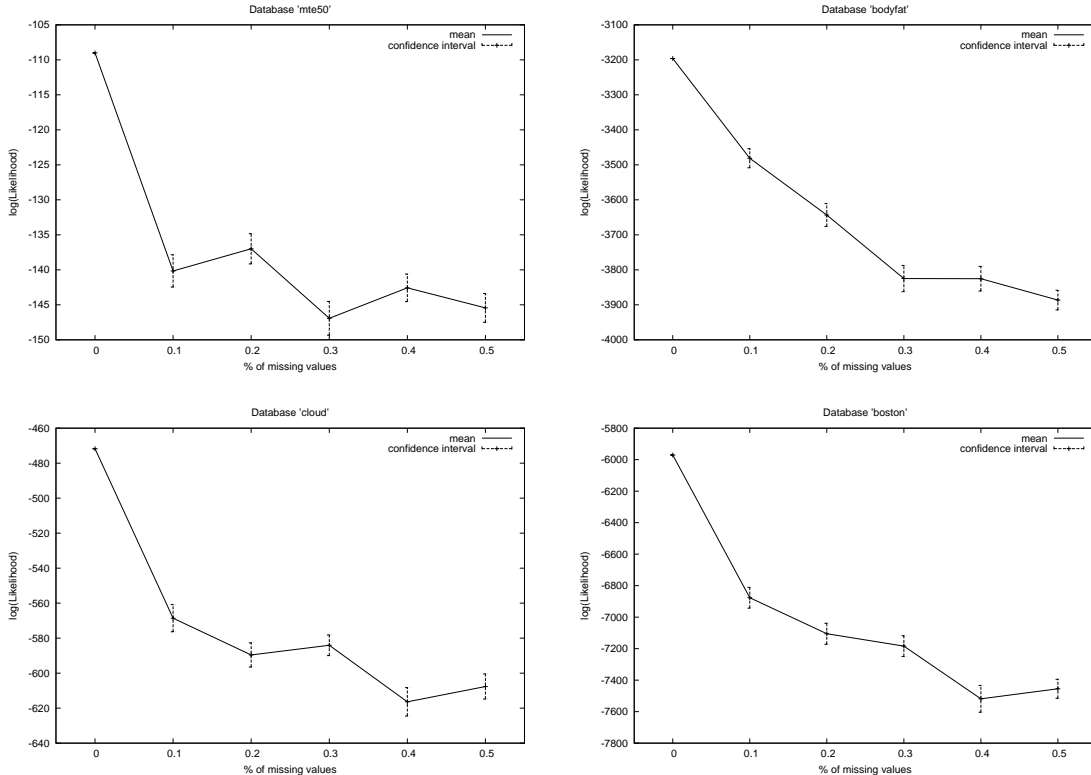 Database 'mte50'
-105
-110
-115
-120
-125
-130
-135
-140
-145
-150
0 0.1 0.2 0.3 0.4 0.5
log(Likelihood)
% of missing values
mean
confidence interval
Database 'bodyfat'
-3100
-3200
-3300
-3400
-3500
-3600
-3700
-3800
-3900
-4000
0 0.1 0.2 0.3 0.4 0.5
log(Likelihood)
% of missing values
mean
confidence interval
Database 'cloud'
-460
-480
-500
-520
-540
-560
-580
-600
-620
-640
0 0.1 0.2 0.3 0.4 0.5
log(Likelihood)
% of missing values
mean
confidence interval
Database 'boston'
-5800
-6000
-6200
-6400
-6600
-6800
-7000
-7200
-7400
-7600
-7800
0 0.1 0.2 0.3 0.4 0.5
log(Likelihood)
% of missing values
mean
confidence interval